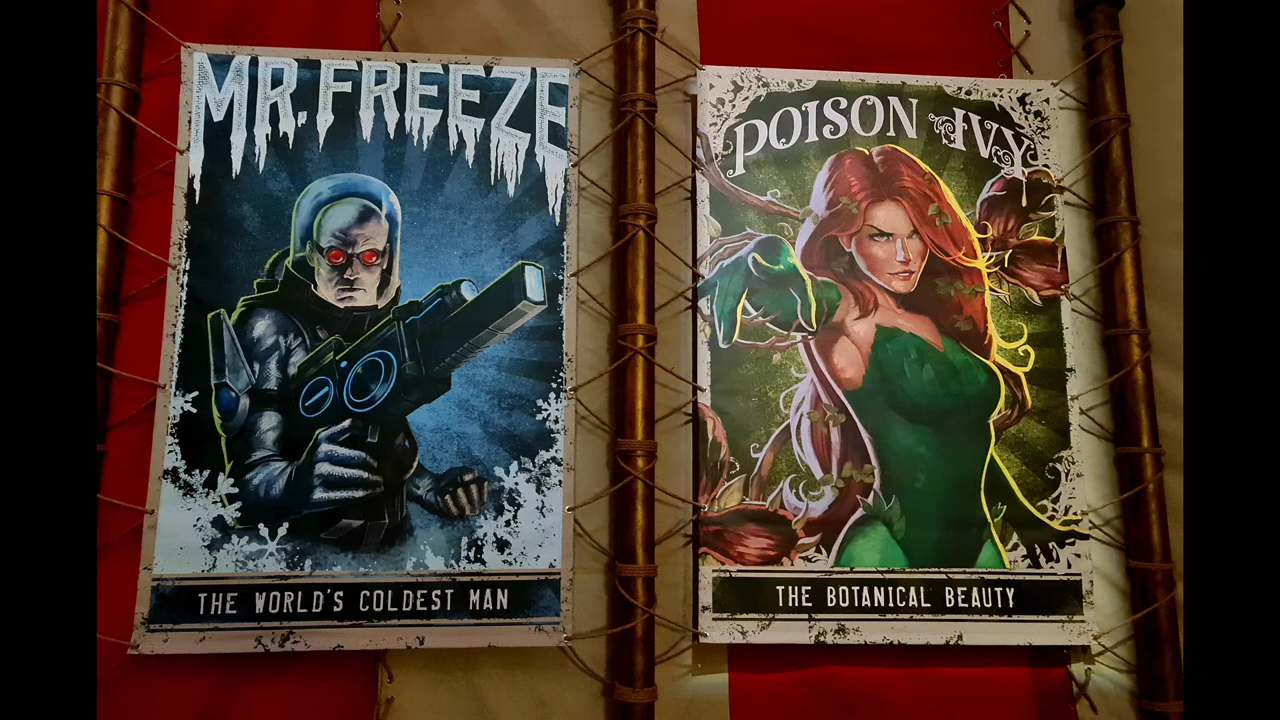 MR. FREEZE
THE WORLD'S COLDEST MAN
POISON IVY
THE BOTANICAL BEAUTY